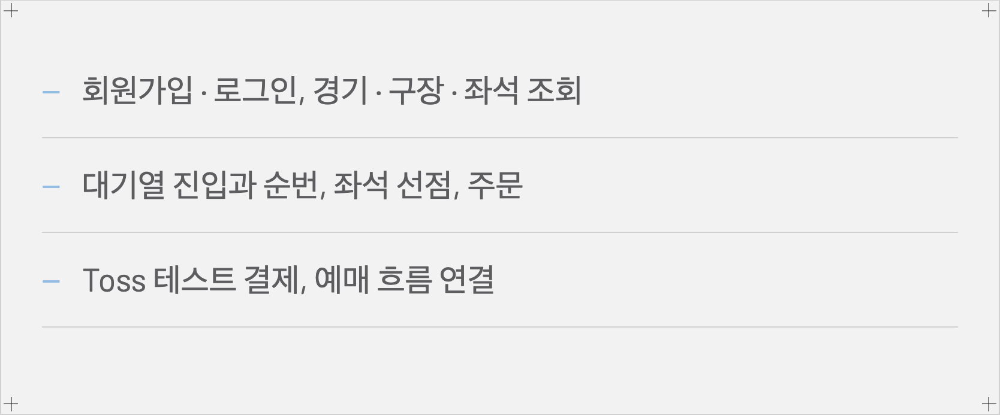 – 회원가입 · 로그인, 경기 · 구장 · 좌석 조회
– 대기열 진입과 순번, 좌석 선점, 주문
– Toss 테스트 결제, 예매 흐름 연결